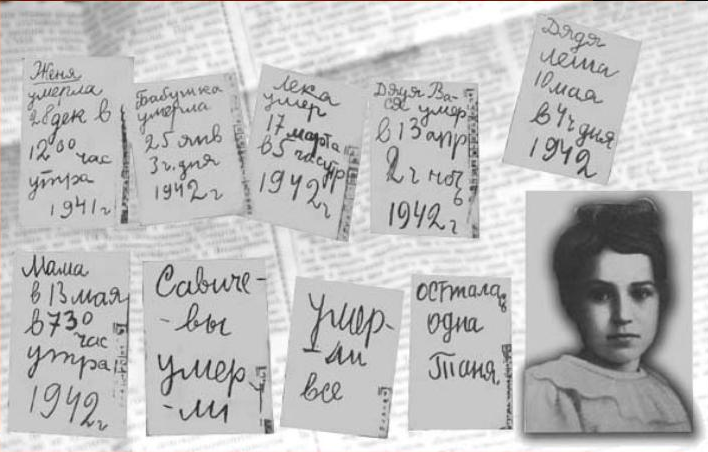 Женя
умерла
28 дек в
12 00 час
утра
1941 г
Бабушка
умерла
25 янв
3 ч. дня
1942 г
Лека
умер
17 марта
в 5 час утр
1942 г
Дядя Ва-
ся умер
в 13 апр
2 ч ноч
1942 г
Дядя
Леша
10 мая
в 4 ч дня
1942
Мама
в 13 мая
в 7 30
час
утра
1942 г
Савиче-
-вы
умер
-ли
Умер-
-ли
все
Осталась
одна
Таня